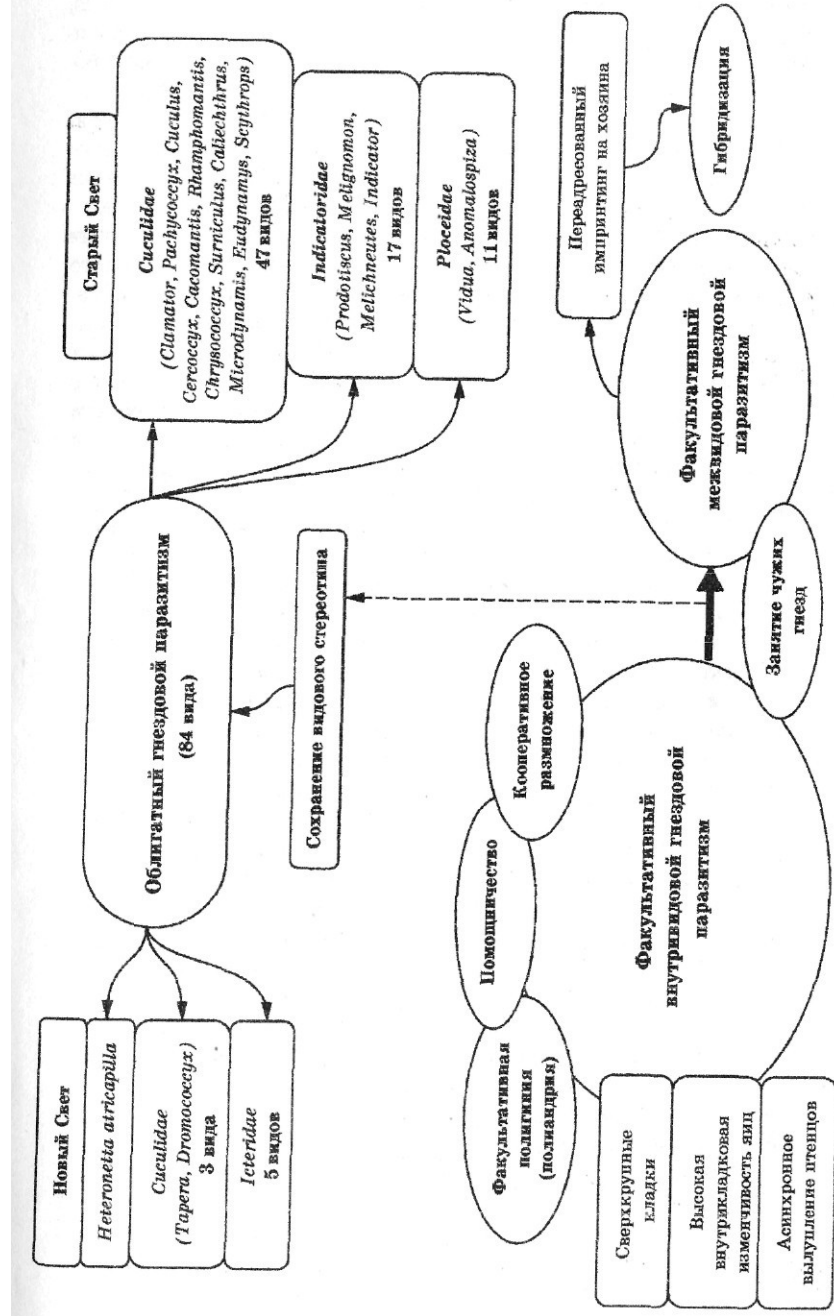 Новый Свет
Heteronetta atricapilla
Cuculidae
(Tapera, Dromococcyx)
3 вида
Icteridae
5 видов
Облигатный гнездовой паразитизм
(84 вида)
Старый Свет
Cuculidae
(Clamator, Pachycoccyx, Cuculus,
Cercoccyx, Cacomantis, Rhamphomantis,
Chrysococcyx, Surniculus, Caliechthrus,
Microdynamis, Eudynamys, Scythrops)
47 видов
Indicatoridae
(Prodotiscus, Melignomon,
Melichneutes, Indicator)
17 видов
Ploceidae
(Vidua, Anomalospiza)
11 видов
Сохранение видового стереотипа
Факультативная
полигиния
(полиандрия)
Помощничество
Кооперативное
размножение
Сверхкрупные
кладки
Высокая
внутрикладковая
изменчивость яиц
Асинхронное
вылупление птенцов
Факультативный
внутривидовой гнездовой
паразитизм
Занятие чужих
гнезд
Факультативный
межвидовой гнездовой
паразитизм
Переадресованный
импринтинг на хозяина
Гибридизация